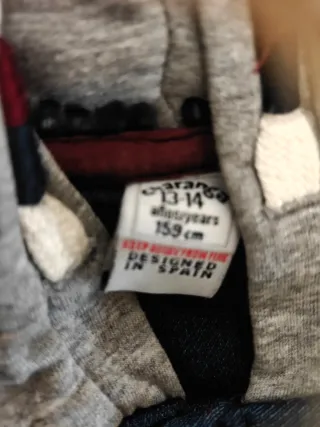 13-14
años/years
159 cm
KEEP AWAY FROM FIRE
DESIGNED
IN SPAIN